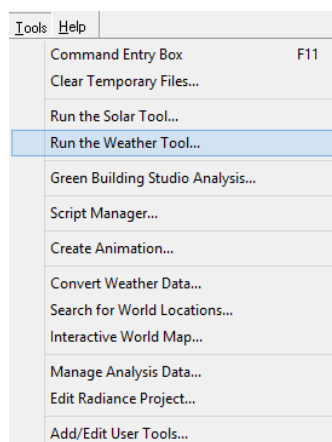 Tools Help
Command Entry Box F11
Clear Temporary Files...
Run the Solar Tool...
Run the Weather Tool...
Green Building Studio Analysis...
Script Manager...
Create Animation...
Convert Weather Data...
Search for World Locations...
Interactive World Map...
Manage Analysis Data...
Edit Radiance Project...
Add/Edit User Tools...